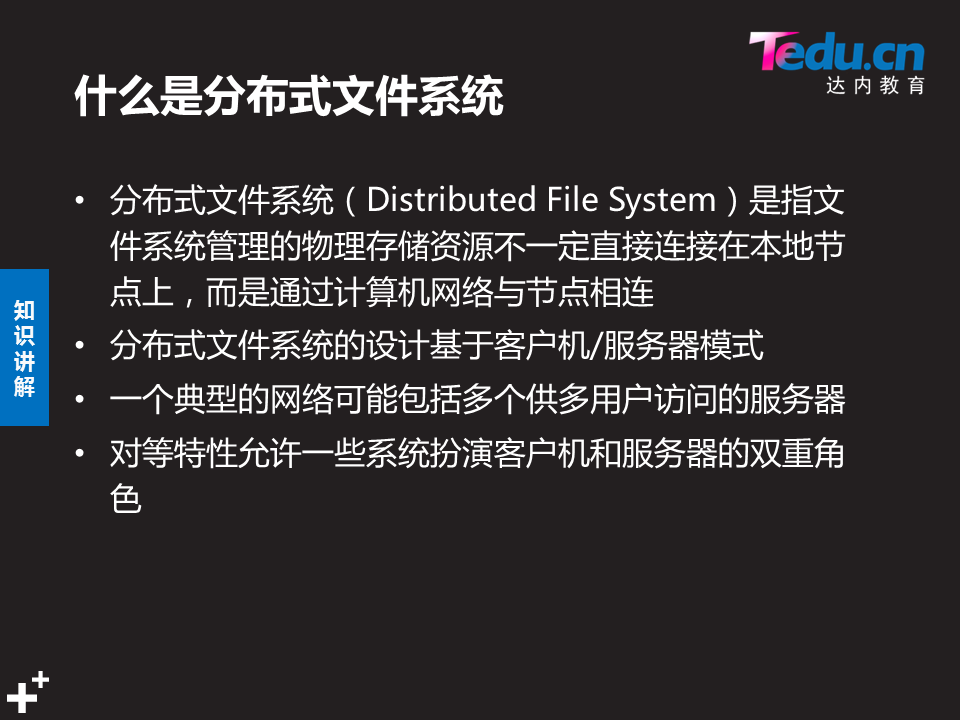 Tedu.cn
达内教育
什么是分布式文件系统
• 分布式文件系统（Distributed File System）是指文
件系统管理的物理存储资源不一定直接连接在本地节
点上，而是通过计算机网络与节点相连
• 分布式文件系统的设计基于客户机/服务器模式
• 一个典型的网络可能包括多个供多用户访问的服务器
• 对等特性允许一些系统扮演客户机和服务器的双重角
色
知
识
讲
解